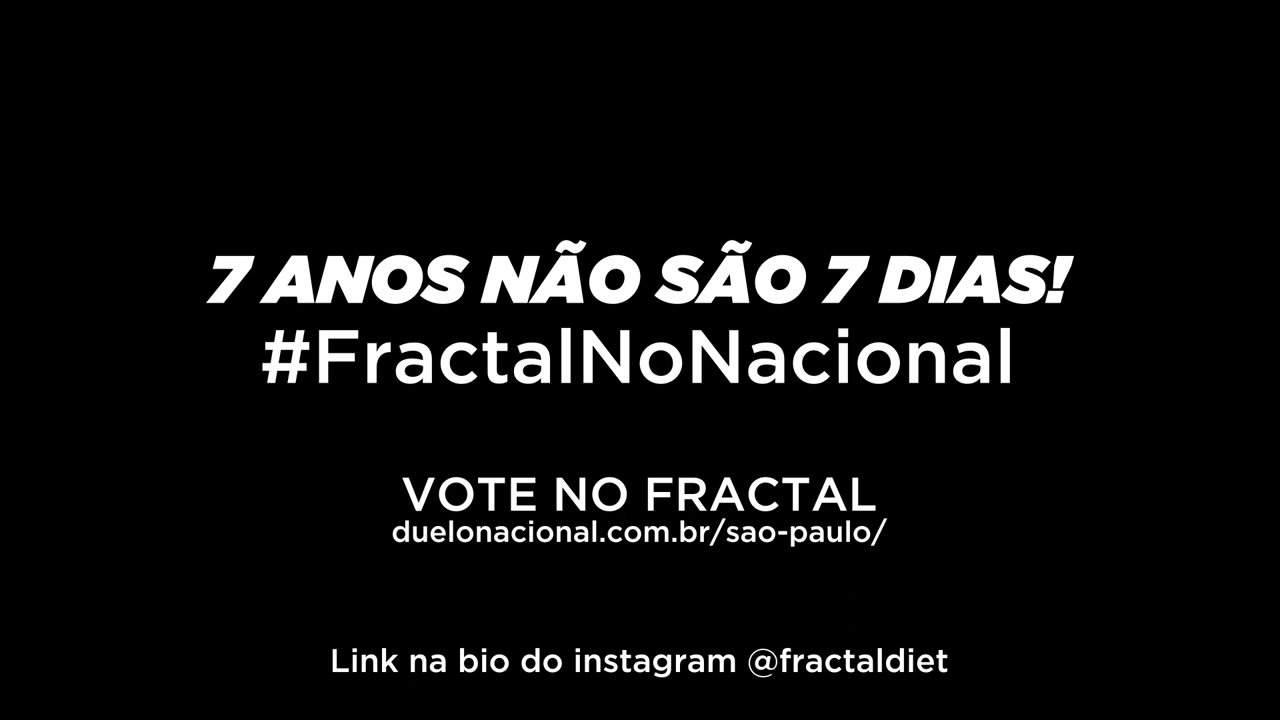 7 ANOS NÃO SÃO 7 DIAS!
#FractalNoNacional
VOTE NO FRACTAL
duelonacional.com.br/sao-paulo/
Link na bio do instagram @fractaldiet